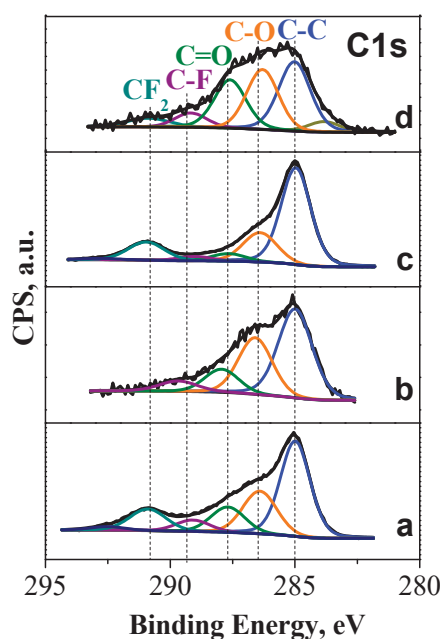 C-O C-C C1s
C=O
CF₂ C-F
d
c
b
a
CPS, a.u.
295 290 285 280
Binding Energy, eV